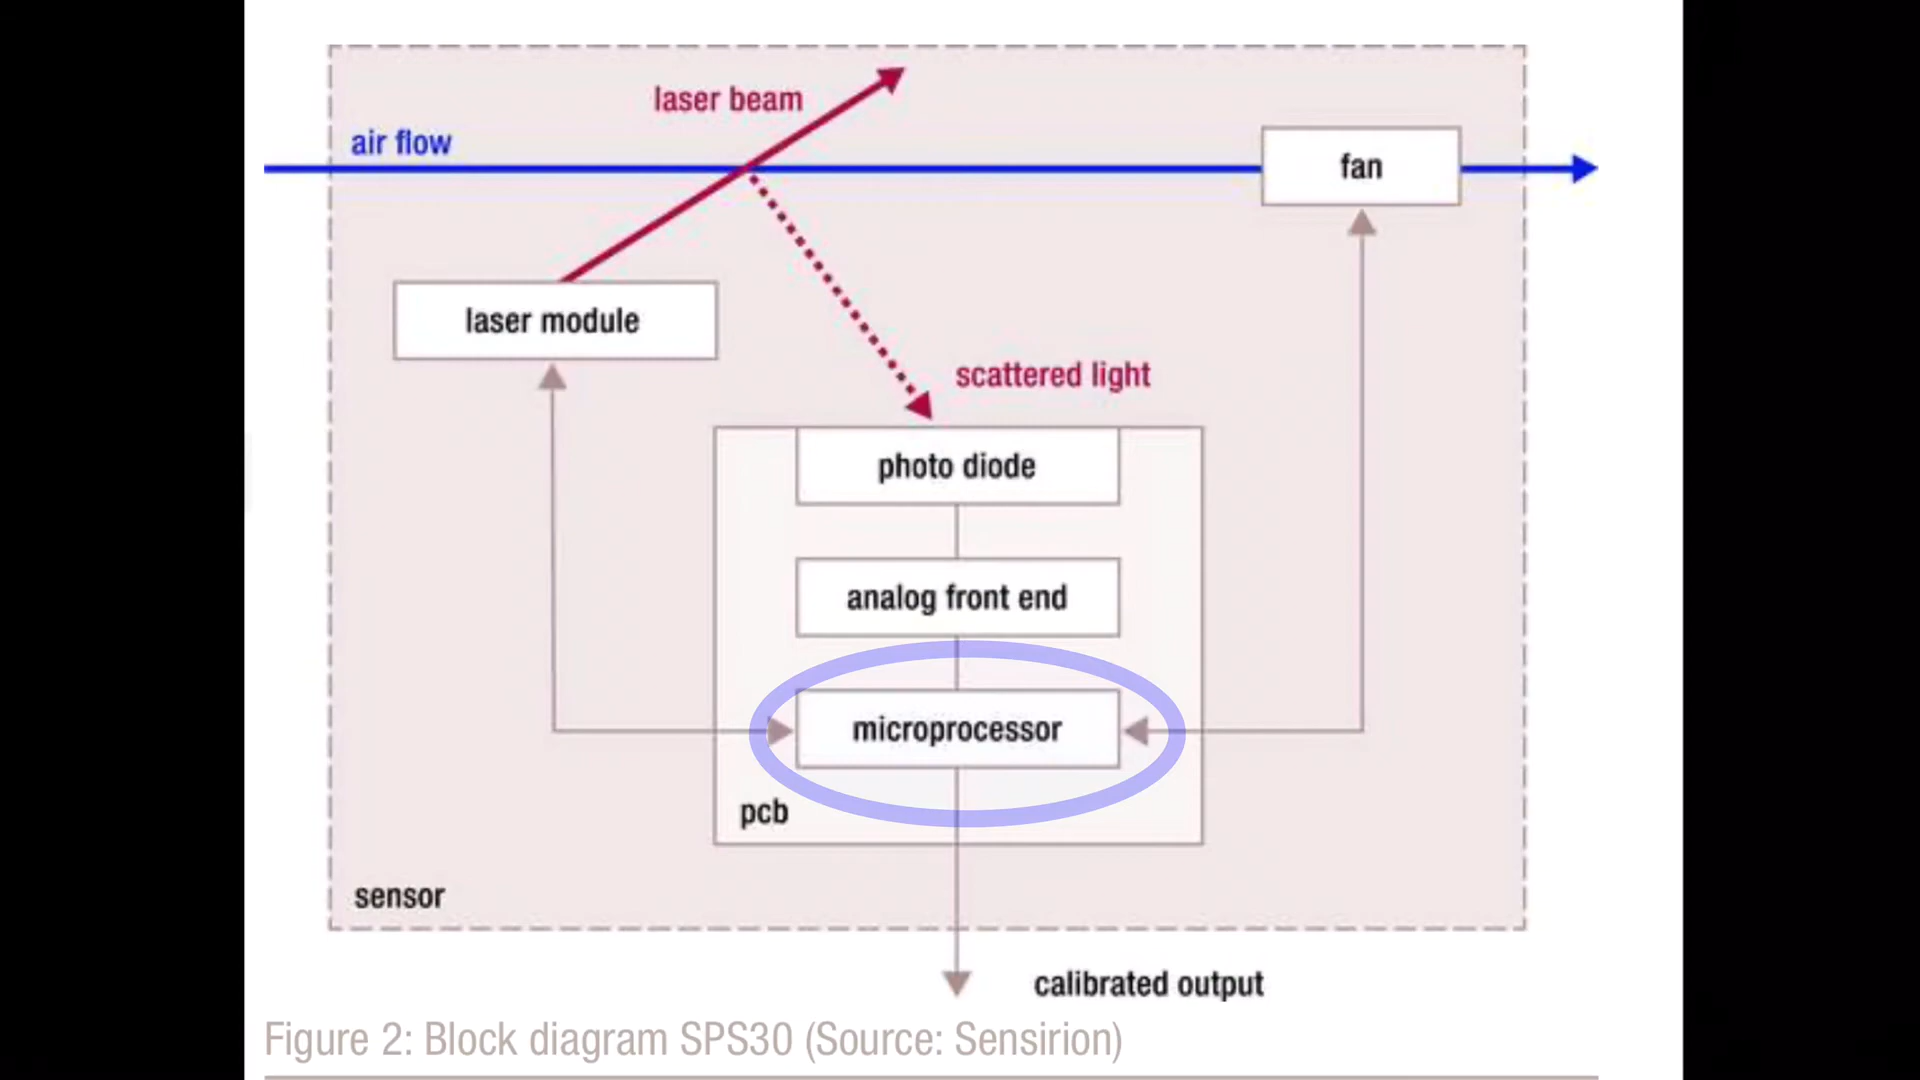 laser beam
air flow
fan
laser module
scattered light
photo diode
analog front end
microprocessor
pcb
sensor
calibrated output
Figure 2: Block diagram SPS30 (Source: Sensirion)